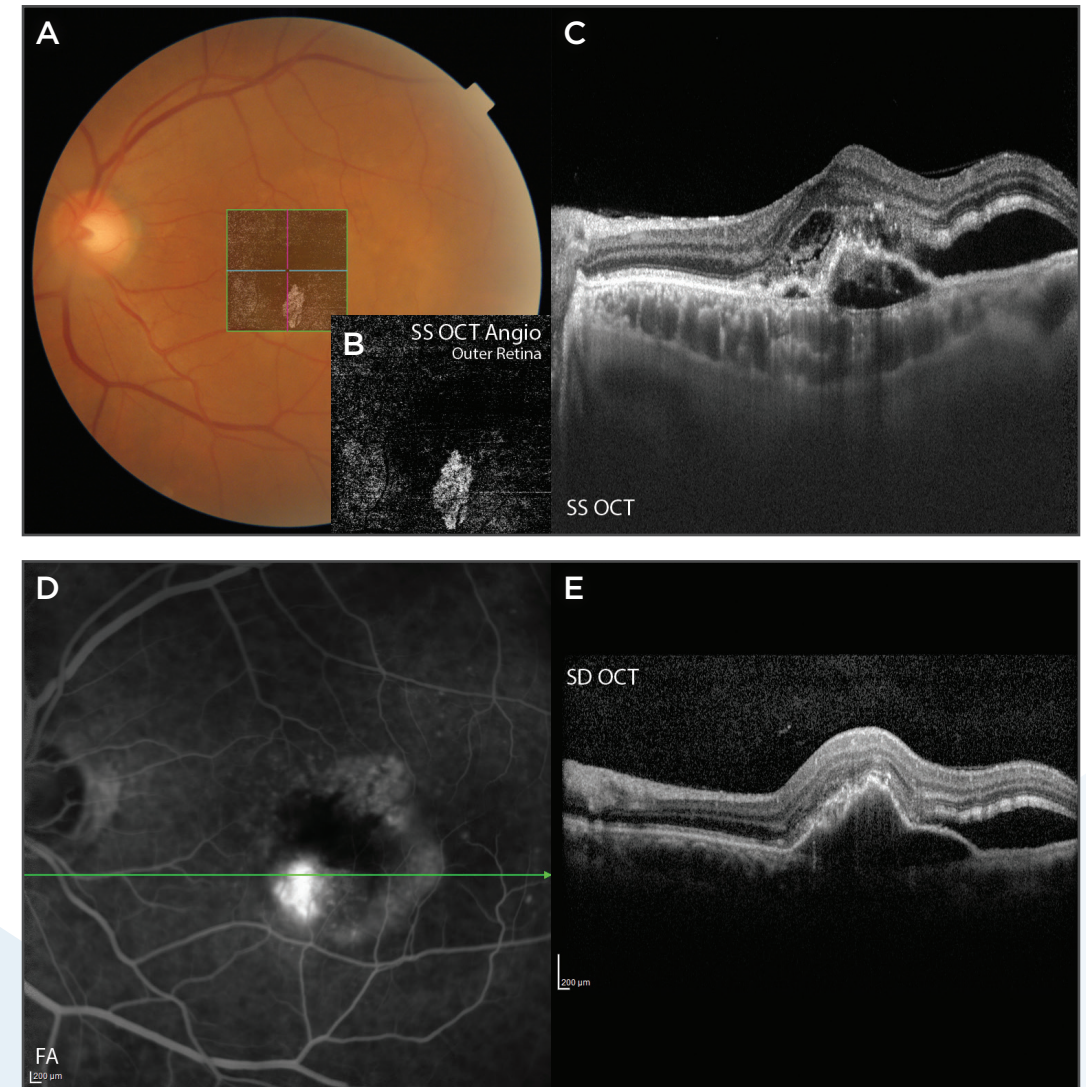 A
B
SS OCT Angio
Outer Retina
C
SS OCT
D
FA
200 µm
E
SD OCT
200 µm